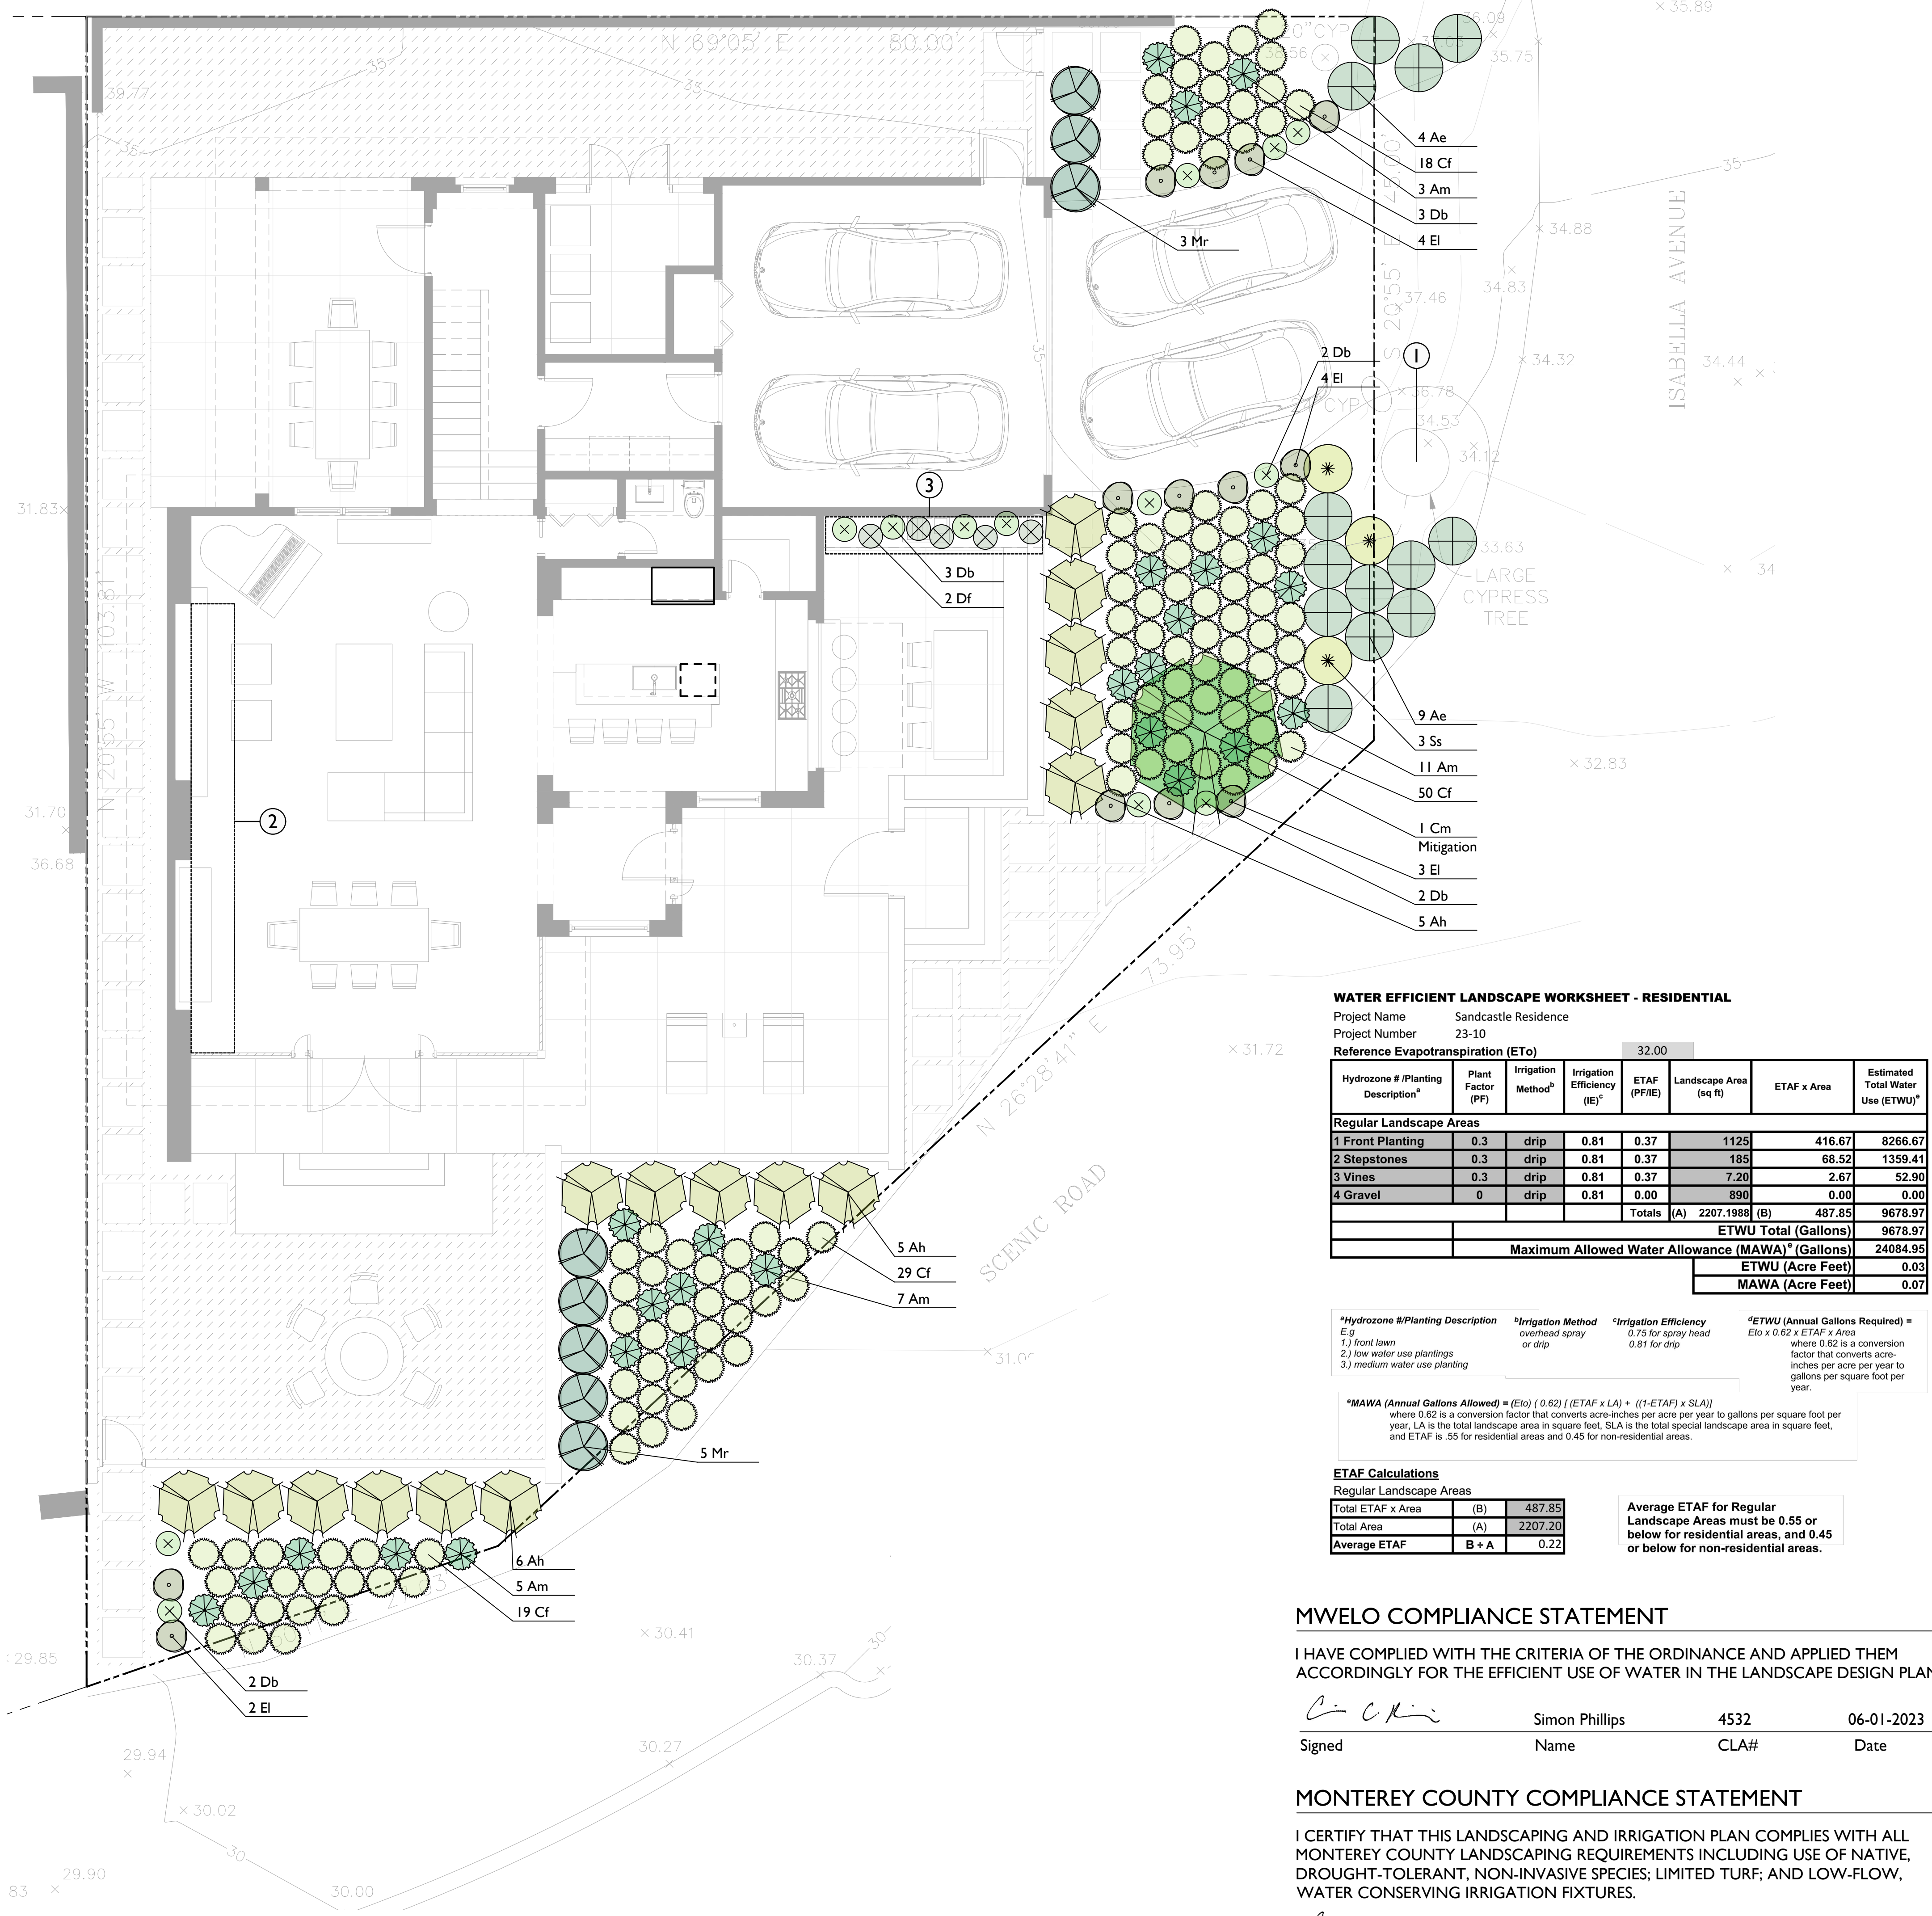 N 69°05' E 80.00'
20" CYP
36.09
× 35.89
38.56
35.75
35
35
39.77
35
4 Ae
18 Cf
3 Am
3 Db
4 El
3 Mr
45.00'
S 20°55' E
ISABELLA AVENUE
35
× 34.88
34.83
37.46
× 34.32
34.44
35
2 Db
4 El
1
36.78
CYP
34.53
34.12
31.83×
3
3 Db
2 Df
33.63
LARGE
CYPRESS
TREE
34
N 20°55' W 103.81'
9 Ae
3 Ss
11 Am
50 Cf
1 Cm
Mitigation
3 El
2 Db
5 Ah
× 32.83
31.70
36.68
2
73.95'
N 26°28'41" E
× 31.72
SCENIC ROAD
WATER EFFICIENT LANDSCAPE WORKSHEET - RESIDENTIAL
Project Name Sandcastle Residence
Project Number 23-10
Reference Evapotranspiration (ETo) 32.00
Hydrozone # /Planting Description^a Plant Factor (PF) Irrigation Method^b Irrigation Efficiency (IE)^c ETAF (PF/IE) Landscape Area (sq ft) ETAF x Area Estimated Total Water Use (ETWU)^e
Regular Landscape Areas
1 Front Planting 0.3 drip 0.81 0.37 1125 416.67 8266.67
2 Stepstones 0.3 drip 0.81 0.37 185 68.52 1359.41
3 Vines 0.3 drip 0.81 0.37 7.20 2.67 52.90
4 Gravel 0 drip 0.81 0.00 890 0.00 0.00
Totals (A) 2207.1988 (B) 487.85 9678.97
ETWU Total (Gallons) 9678.97
Maximum Allowed Water Allowance (MAWA)^e (Gallons) 24084.95
ETWU (Acre Feet) 0.03
MAWA (Acre Feet) 0.07
^aHydrozone #/Planting Description
E.g
1.) front lawn
2.) low water use plantings
3.) medium water use planting
^bIrrigation Method
overhead spray
or drip
^cIrrigation Efficiency
0.75 for spray head
0.81 for drip
^dETWU (Annual Gallons Required) =
Eto x 0.62 x ETAF x Area
where 0.62 is a conversion
factor that converts acre-
inches per acre per year to
gallons per square foot per
year.
^eMAWA (Annual Gallons Allowed) = (Eto) ( 0.62) [ (ETAF x LA) + ((1-ETAF) x SLA)]
where 0.62 is a conversion factor that converts acre-inches per acre per year to gallons per square foot per
year, LA is the total landscape area in square feet, SLA is the total special landscape area in square feet,
and ETAF is .55 for residential areas and 0.45 for non-residential areas.
ETAF Calculations
Regular Landscape Areas
Total ETAF x Area (B) 487.85
Total Area (A) 2207.20
Average ETAF B ÷ A 0.22
Average ETAF for Regular
Landscape Areas must be 0.55 or
below for residential areas, and 0.45
or below for non-residential areas.
5 Ah
29 Cf
7 Am
5 Mr
6 Ah
5 Am
19 Cf
2 Db
2 El
29.85
× 30.41
30.37
30
30.27
29.94
× 30.02
30
29.90
83 ×
30.00
MWELO COMPLIANCE STATEMENT
I HAVE COMPLIED WITH THE CRITERIA OF THE ORDINANCE AND APPLIED THEM
ACCORDINGLY FOR THE EFFICIENT USE OF WATER IN THE LANDSCAPE DESIGN PLAN
Simon Phillips 4532 06-01-2023
Signed Name CLA# Date
MONTEREY COUNTY COMPLIANCE STATEMENT
I CERTIFY THAT THIS LANDSCAPING AND IRRIGATION PLAN COMPLIES WITH ALL
MONTEREY COUNTY LANDSCAPING REQUIREMENTS INCLUDING USE OF NATIVE,
DROUGHT-TOLERANT, NON-INVASIVE SPECIES; LIMITED TURF; AND LOW-FLOW,
WATER CONSERVING IRRIGATION FIXTURES.